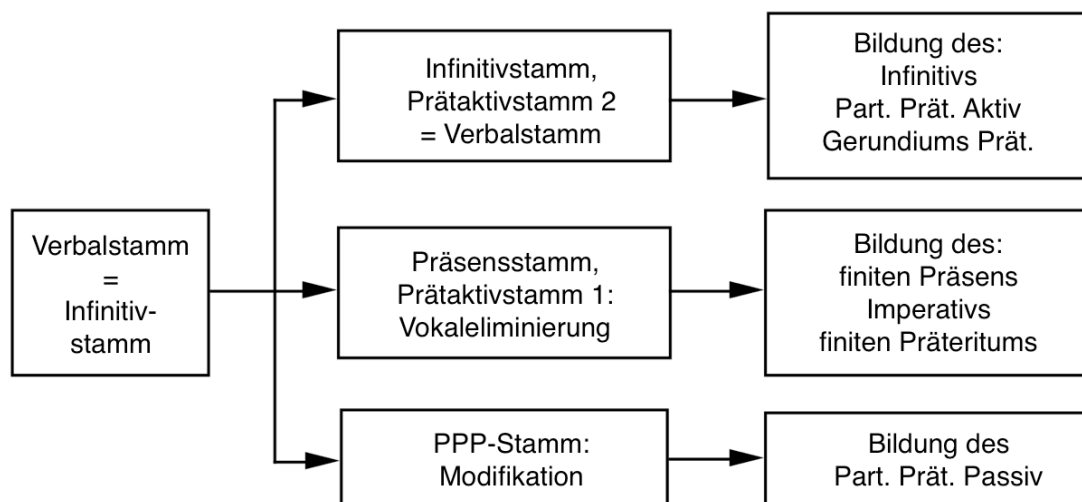 Verbalstamm
=
Infinitiv-
stamm
Infinitivstamm,
Prätaktivstamm 2
= Verbalstamm
Bildung des:
Infinitivs
Part. Prät. Aktiv
Gerundiums Prät.
Präsensstamm,
Prätaktivstamm 1:
Vokaleliminierung
Bildung des:
finiten Präsens
Imperativs
finiten Präteritums
PPP-Stamm:
Modifikation
Bildung des
Part. Prät. Passiv